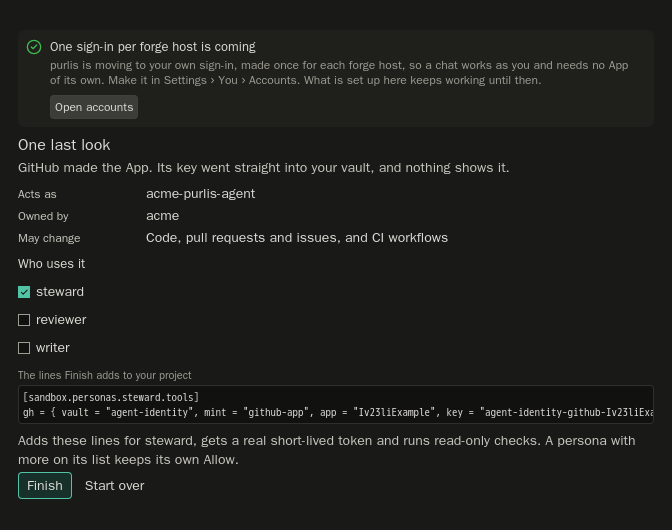 One sign-in per forge host is coming
purlis is moving to your own sign-in, made once for each forge host, so a chat works as you and needs no App
of its own. Make it in Settings › You › Accounts. What is set up here keeps working until then.
Open accounts
One last look
GitHub made the App. Its key went straight into your vault, and nothing shows it.
Acts as acme-purlis-agent
Owned by acme
May change Code, pull requests and issues, and CI workflows
Who uses it
steward
reviewer
writer
The lines Finish adds to your project
[sandbox.personas.steward.tools]
gh = { vault = "agent-identity", mint = "github-app", app = "Iv23liExample", key = "agent-identity-github-Iv23liExa
Adds these lines for steward, gets a real short-lived token and runs read-only checks. A persona with
more on its list keeps its own Allow.
Finish Start over